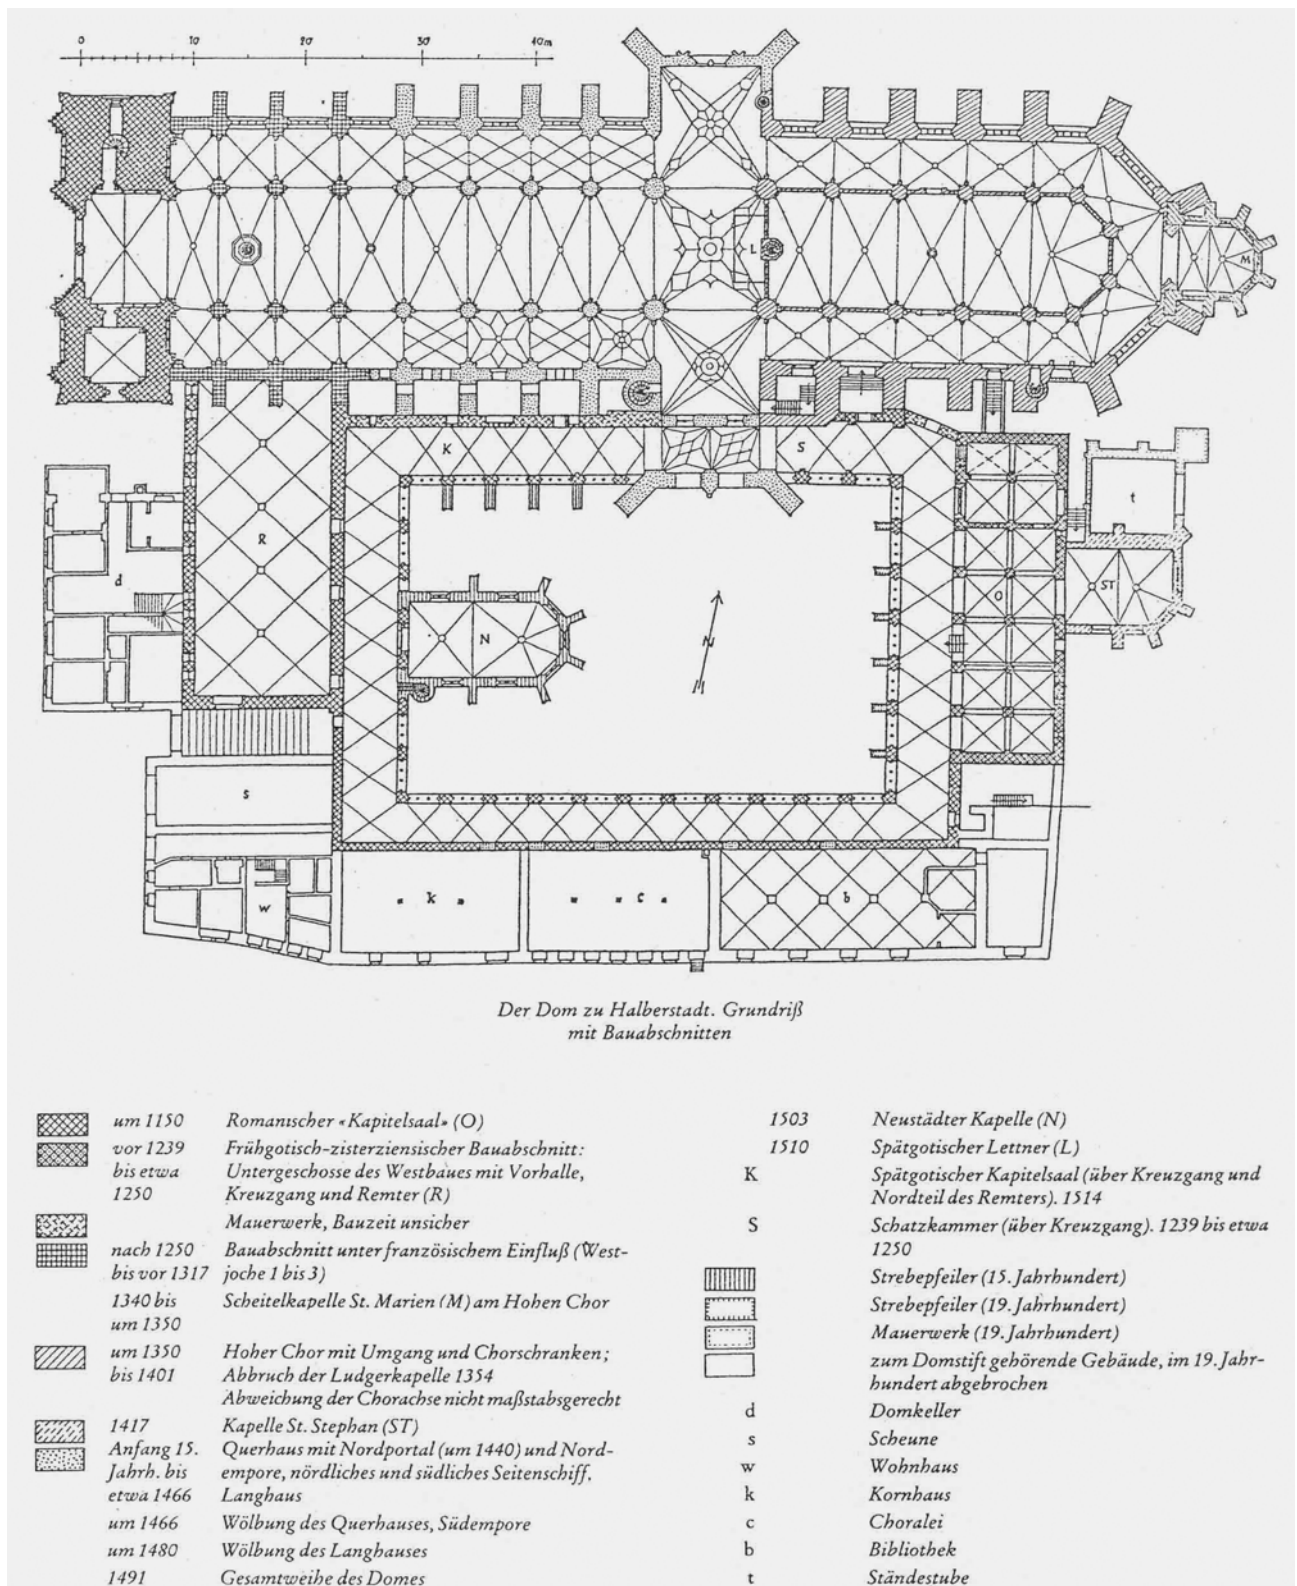 0 10 20 30 40m
L
M
K
S
R
t
d
O
ST
N
N
s
w
k
c
b
Der Dom zu Halberstadt. Grundriß
mit Bauabschnitten
um 1150 Romanischer «Kapitelsaal» (O)
vor 1239 Frühgotisch-zisterziensischer Bauabschnitt:
bis etwa Untergeschosse des Westbaues mit Vorhalle,
1250 Kreuzgang und Remter (R)
Mauerwerk, Bauzeit unsicher
nach 1250 Bauabschnitt unter französischem Einfluß (West-
bis vor 1317 joche 1 bis 3)
1340 bis Scheitelkapelle St. Marien (M) am Hohen Chor
um 1350
um 1350 Hoher Chor mit Umgang und Chorschranken;
bis 1401 Abbruch der Ludgerkapelle 1354
Abweichung der Chorachse nicht maßstabsgerecht
1417 Kapelle St. Stephan (ST)
Anfang 15. Querhaus mit Nordportal (um 1440) und Nord-
Jahrh. bis empore, nördliches und südliches Seitenschiff,
etwa 1466 Langhaus
um 1466 Wölbung des Querhauses, Südempore
um 1480 Wölbung des Langhauses
1491 Gesamtweihe des Domes
1503 Neustädter Kapelle (N)
1510 Spätgotischer Lettner (L)
K Spätgotischer Kapitelsaal (über Kreuzgang und
Nordteil des Remters). 1514
S Schatzkammer (über Kreuzgang). 1239 bis etwa
1250
Strebepfeiler (15. Jahrhundert)
Strebepfeiler (19. Jahrhundert)
Mauerwerk (19. Jahrhundert)
zum Domstift gehörende Gebäude, im 19. Jahr-
hundert abgebrochen
d Domkeller
s Scheune
w Wohnhaus
k Kornhaus
c Choralei
b Bibliothek
t Ständestube